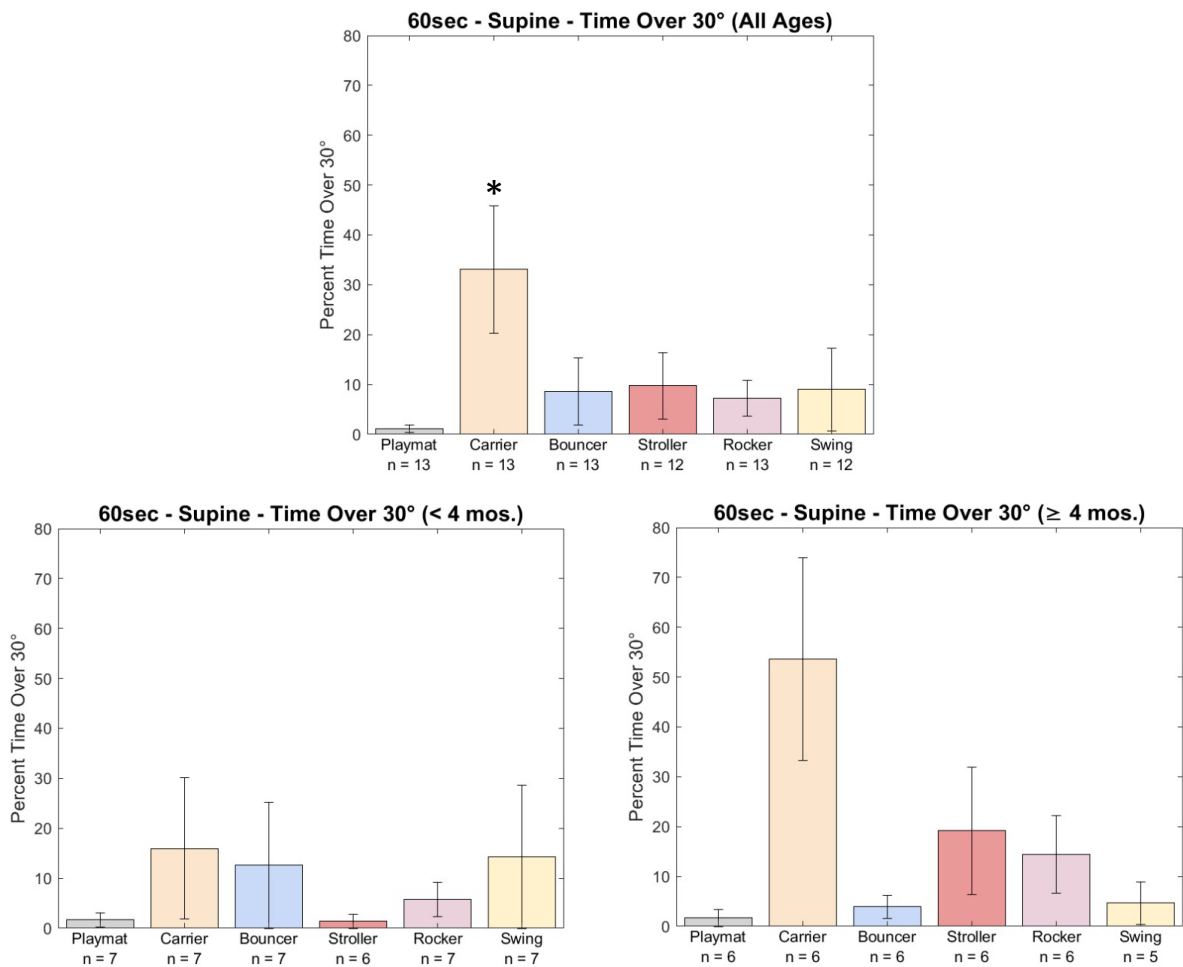 60sec - Supine - Time Over 30° (All Ages)
80
70
60
50
40
30
20
10
0
Percent Time Over 30°
*
Playmat Carrier Bouncer Stroller Rocker Swing
n = 13 n = 13 n = 13 n = 12 n = 13 n = 12
60sec - Supine - Time Over 30° (< 4 mos.)
80
70
60
50
40
30
20
10
0
Percent Time Over 30°
Playmat Carrier Bouncer Stroller Rocker Swing
n = 7 n = 7 n = 7 n = 6 n = 7 n = 7
60sec - Supine - Time Over 30° (≥ 4 mos.)
80
70
60
50
40
30
20
10
0
Percent Time Over 30°
Playmat Carrier Bouncer Stroller Rocker Swing
n = 6 n = 6 n = 6 n = 6 n = 6 n = 5